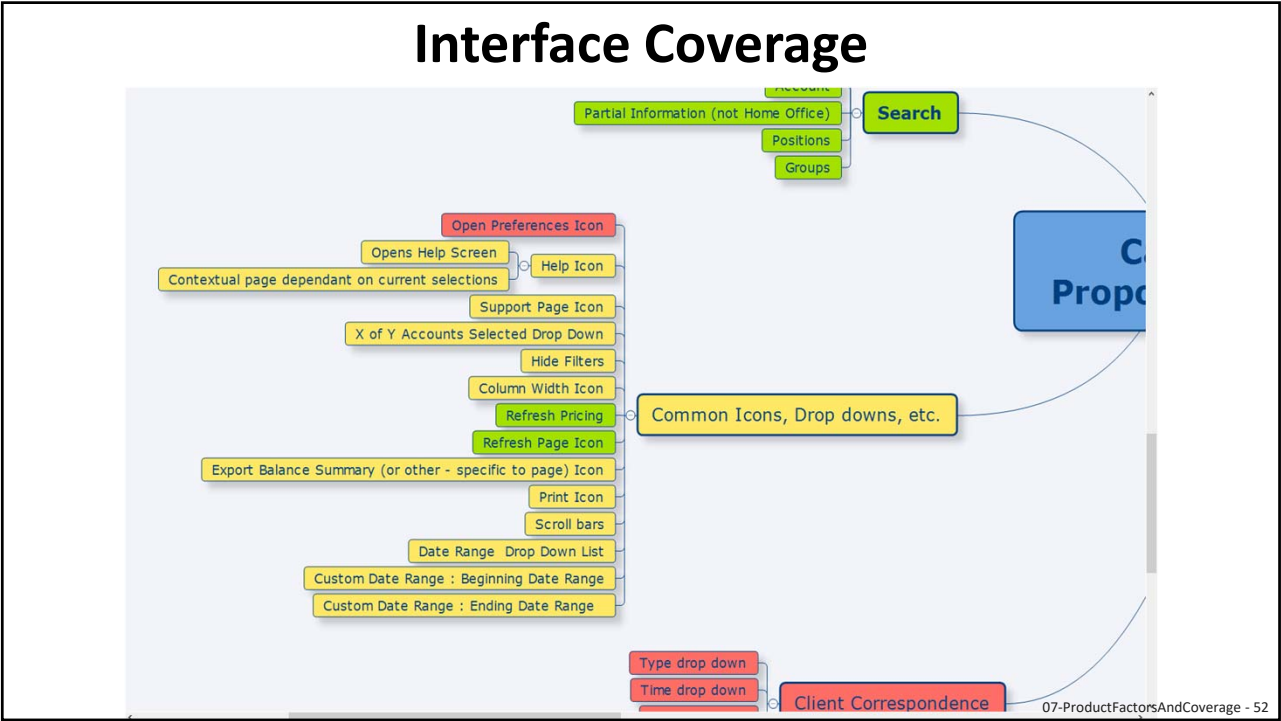 Interface Coverage
Account
Partial Information (not Home Office)
Search
Positions
Groups
Open Preferences Icon
Opens Help Screen
Help Icon
Contextual page dependant on current selections
Support Page Icon
X of Y Accounts Selected Drop Down
Hide Filters
Column Width Icon
Refresh Pricing
Common Icons, Drop downs, etc.
Refresh Page Icon
Export Balance Summary (or other - specific to page) Icon
Print Icon
Scroll bars
Date Range Drop Down List
Custom Date Range : Beginning Date Range
Custom Date Range : Ending Date Range
Type drop down
Time drop down
Client Correspondence
07-ProductFactorsAndCoverage - 52